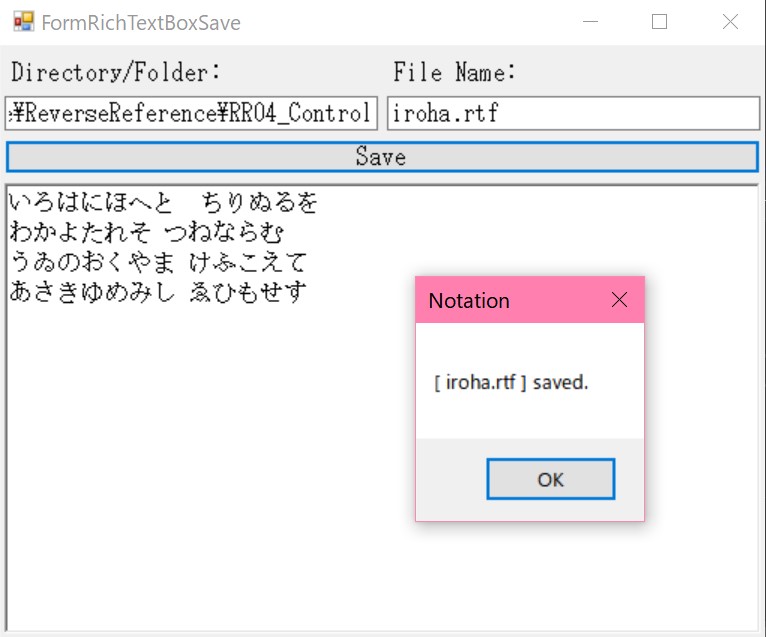 FormRichTextBoxSave
Directory/Folder: File Name:
:¥ReverseReference¥RR04_Control iroha.rtf
Save
いろはにほへと　ちりぬるを
わかよたれそ つねならむ
うゐのおくやま けふこえて
あさきゆめみし ゑひもせす
Notation
[ iroha.rtf ] saved.
OK